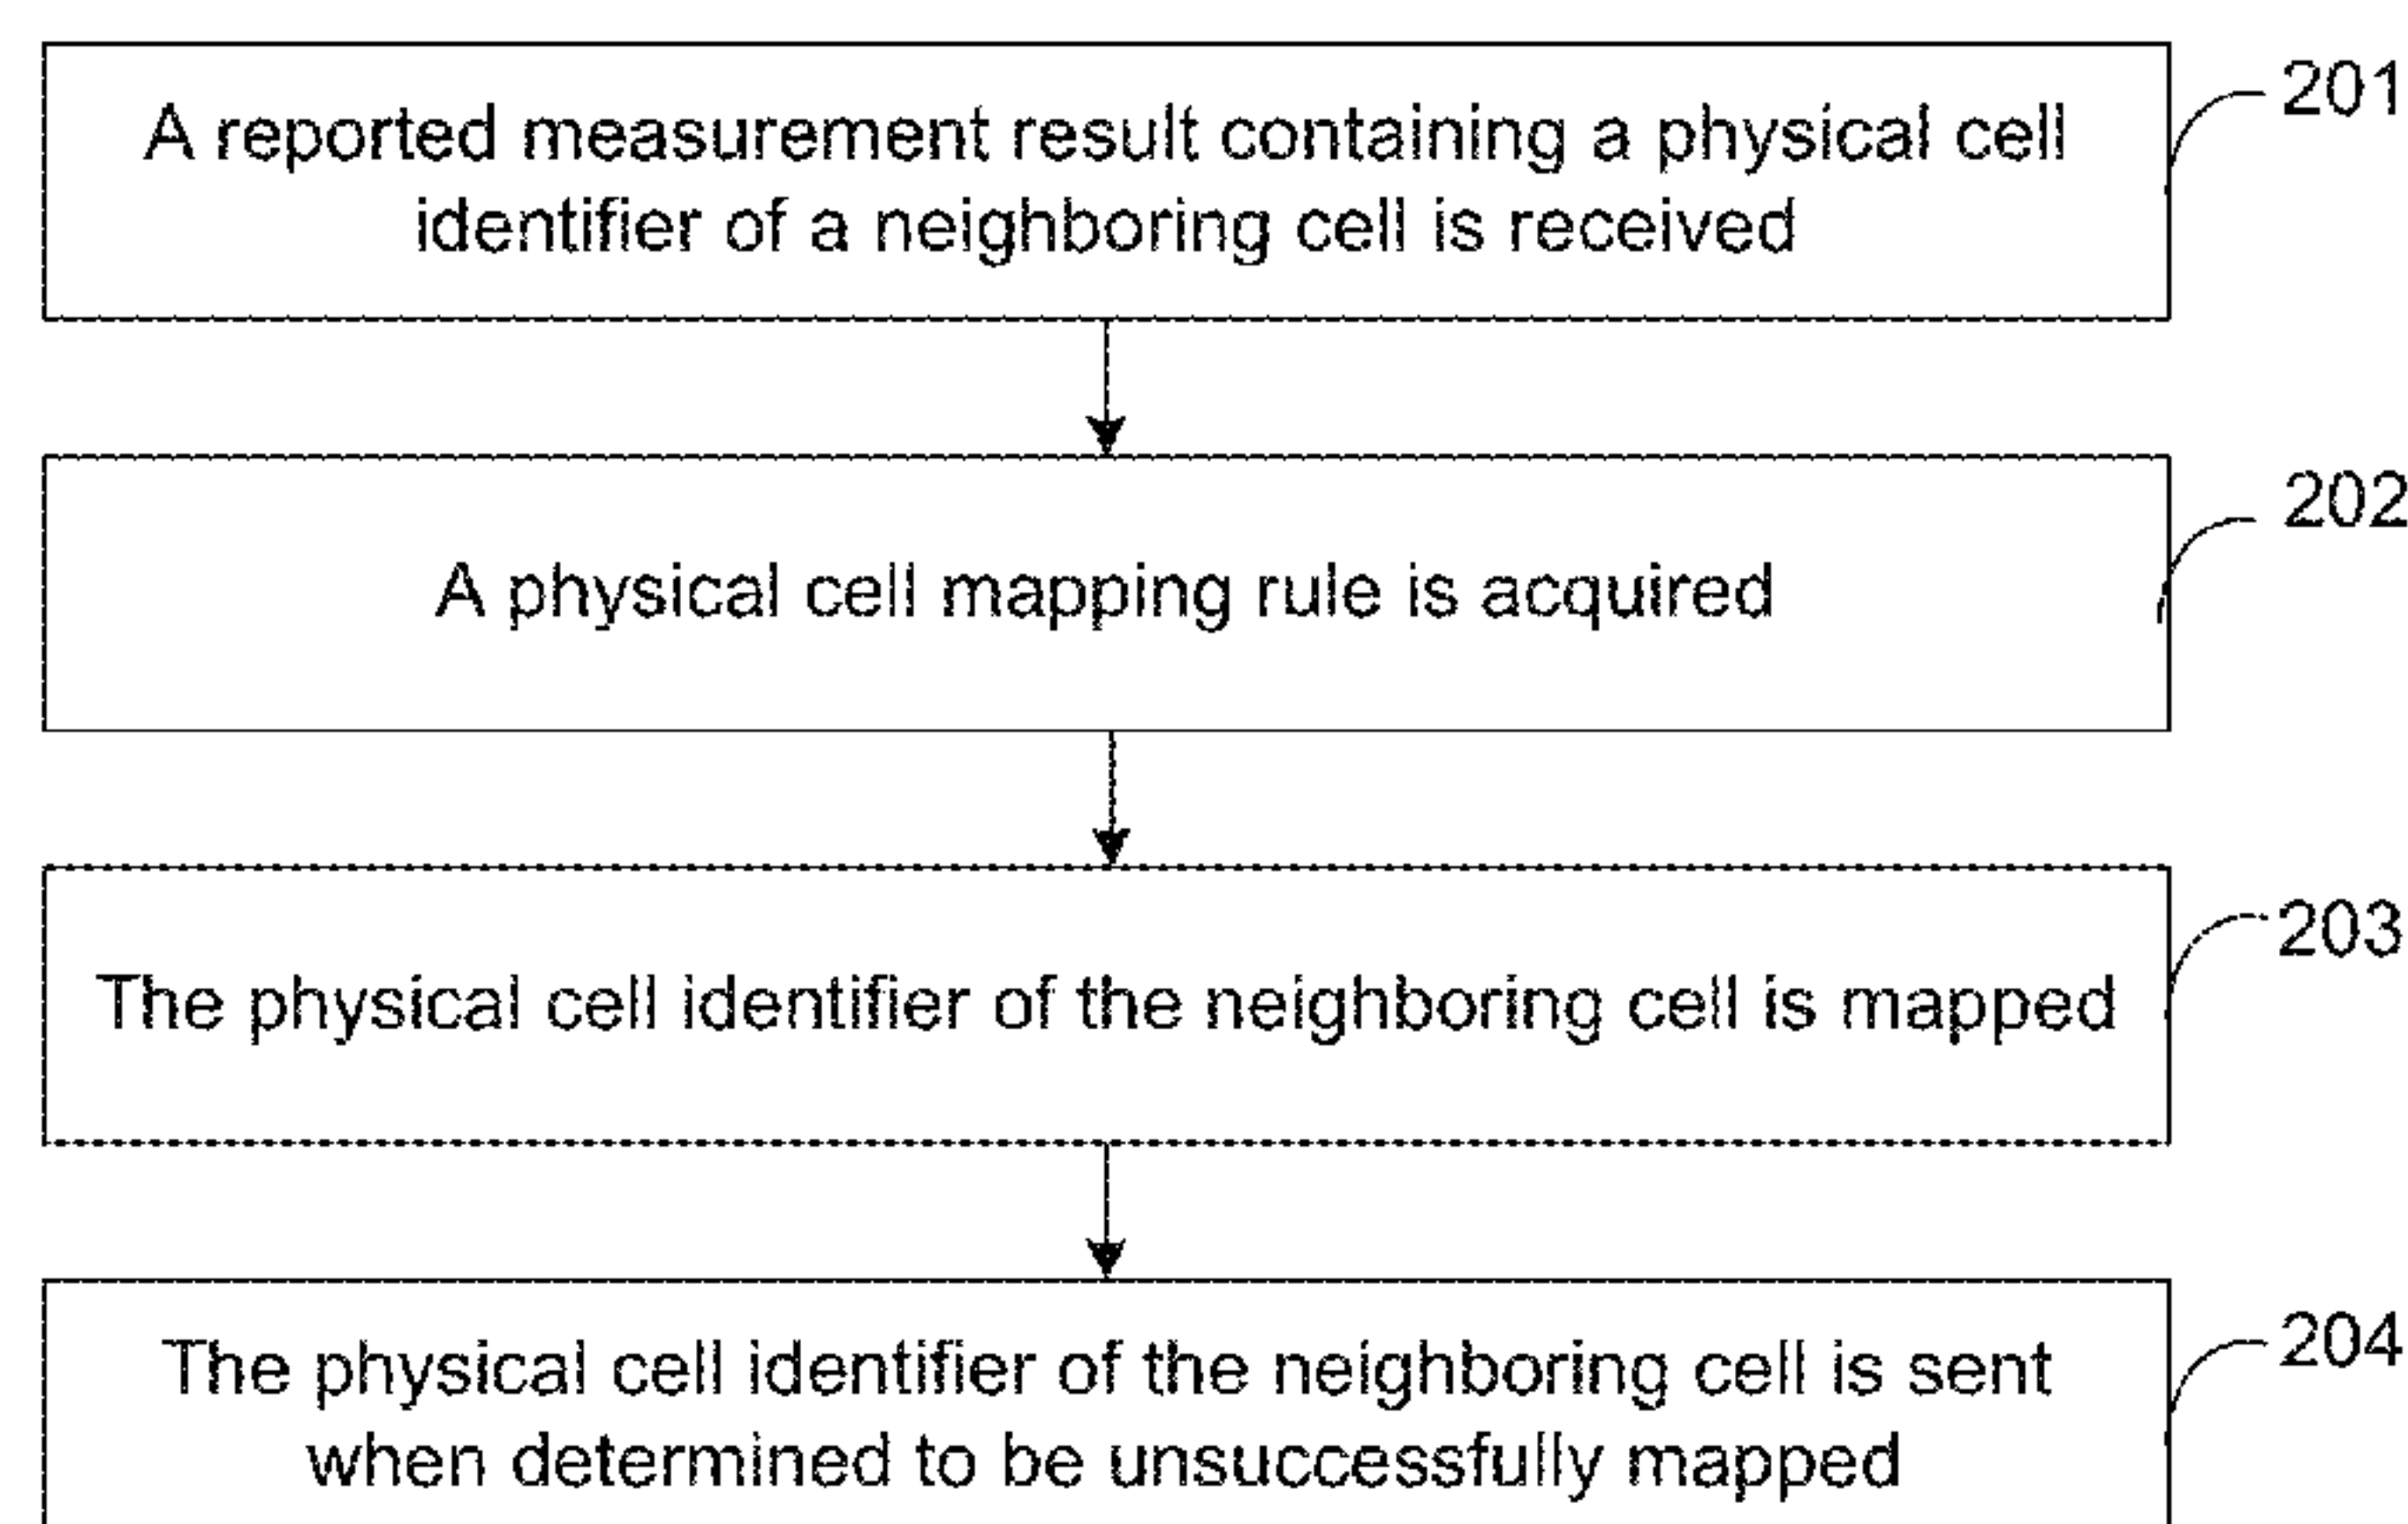 A reported measurement result containing a physical cell
identifier of a neighboring cell is received
201
A physical cell mapping rule is acquired
202
The physical cell identifier of the neighboring cell is mapped
203
The physical cell identifier of the neighboring cell is sent
when determined to be unsuccessfully mapped
204